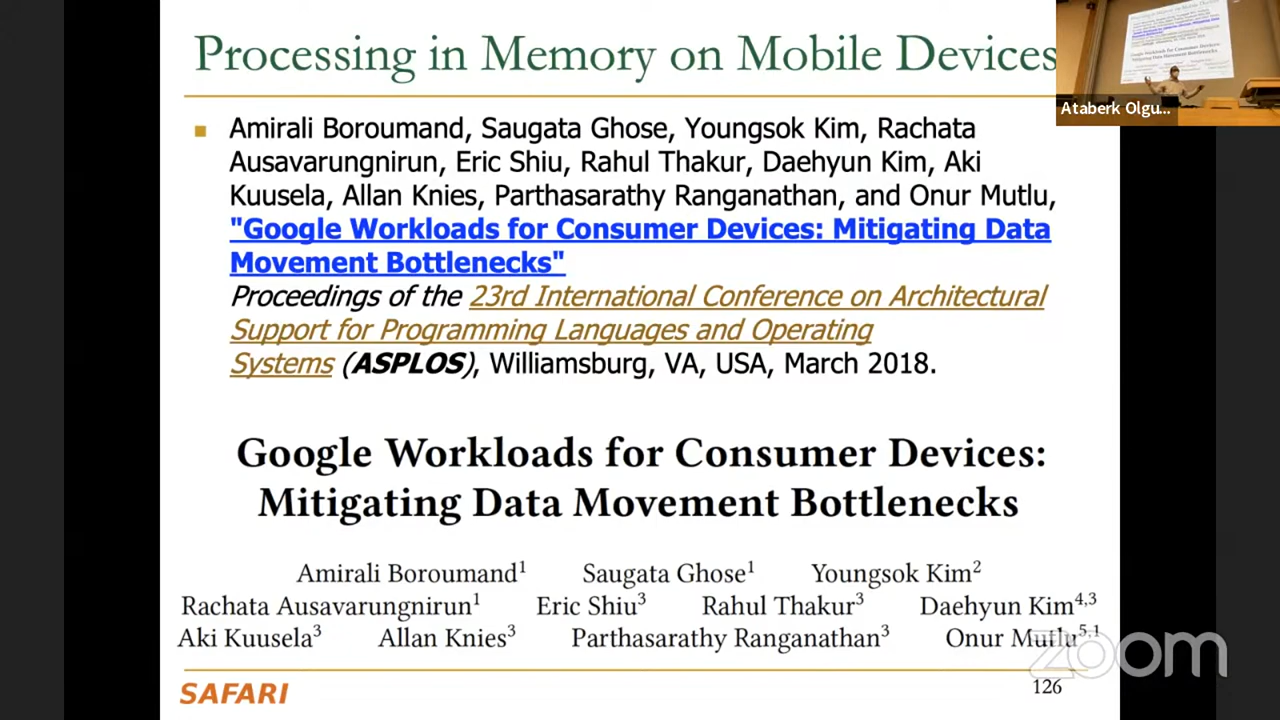 Processing in Memory on Mobile Devices
Ataberk Olgu...
■ Amirali Boroumand, Saugata Ghose, Youngsok Kim, Rachata
Ausavarungnirun, Eric Shiu, Rahul Thakur, Daehyun Kim, Aki
Kuusela, Allan Knies, Parthasarathy Ranganathan, and Onur Mutlu,
"Google Workloads for Consumer Devices: Mitigating Data
Movement Bottlenecks"
Proceedings of the 23rd International Conference on Architectural
Support for Programming Languages and Operating
Systems (ASPLOS), Williamsburg, VA, USA, March 2018.
Google Workloads for Consumer Devices:
Mitigating Data Movement Bottlenecks
Amirali Boroumand¹ Saugata Ghose¹ Youngsok Kim²
Rachata Ausavarungnirun¹ Eric Shiu³ Rahul Thakur³ Daehyun Kim⁴,³
Aki Kuusela³ Allan Knies³ Parthasarathy Ranganathan³ Onur Mutlu⁵,¹
zoom
SAFARI
126